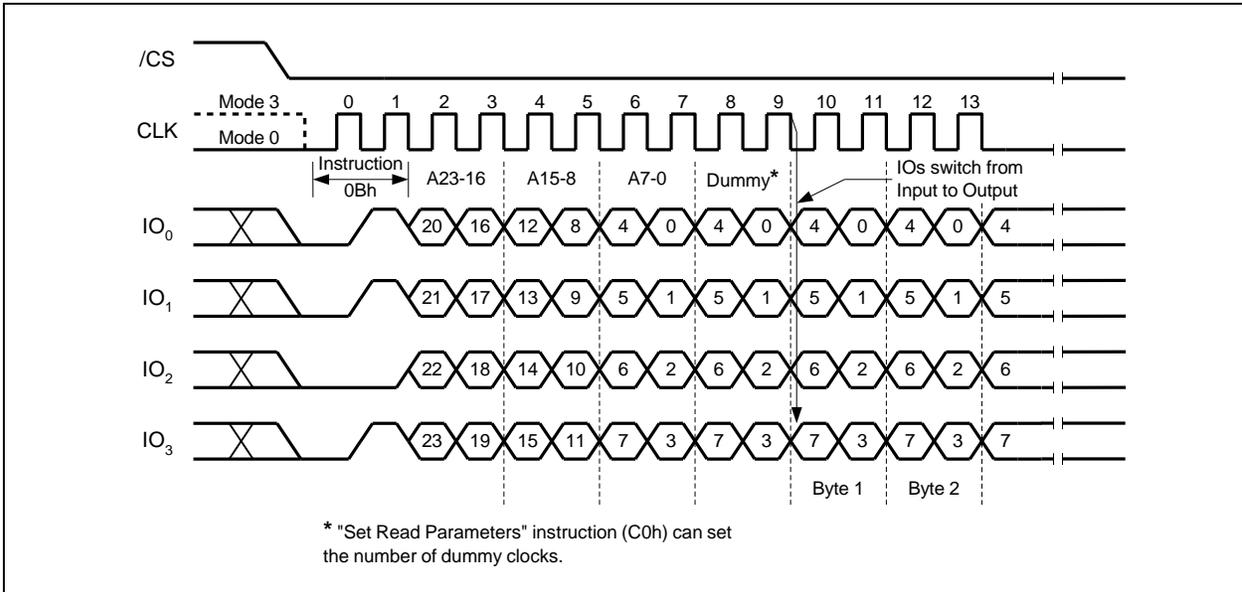 /CS
Mode 3 0 1 2 3 4 5 6 7 8 9 10 11 12 13
CLK Mode 0
Instruction
0Bh A23-16 A15-8 A7-0 Dummy* IOs switch from
Input to Output
IO0 20 16 12 8 4 0 4 0 4 0 4 0 4
IO1 21 17 13 9 5 1 5 1 5 1 5 1 5
IO2 22 18 14 10 6 2 6 2 6 2 6 2 6
IO3 23 19 15 11 7 3 7 3 7 3 7 3 7
Byte 1 Byte 2
* "Set Read Parameters" instruction (C0h) can set
the number of dummy clocks.